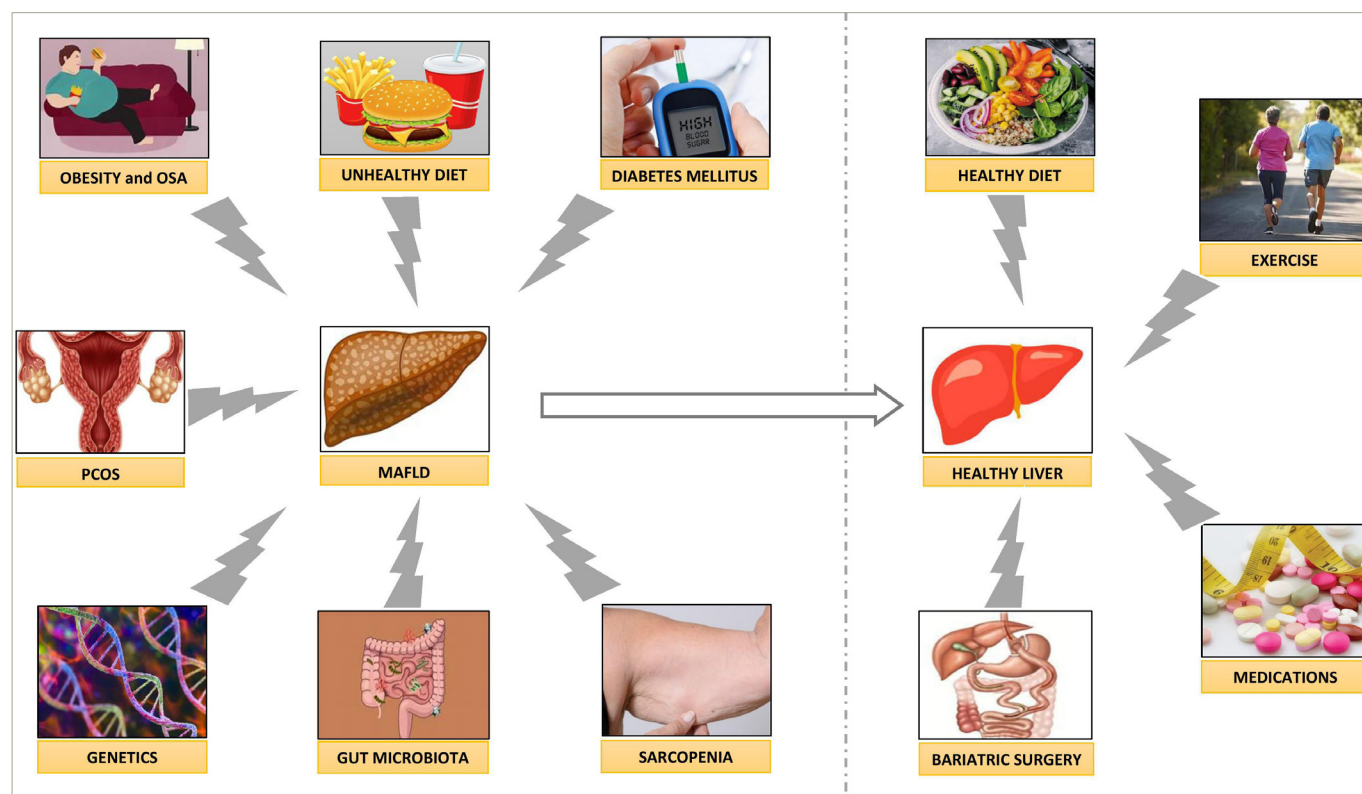 OBESITY and OSA
UNHEALTHY DIET
HIGH
BLOOD
SUGAR
DIABETES MELLITUS
HEALTHY DIET
EXERCISE
PCOS
MAFLD
HEALTHY LIVER
GENETICS
GUT MICROBIOTA
SARCOPENIA
BARIATRIC SURGERY
MEDICATIONS